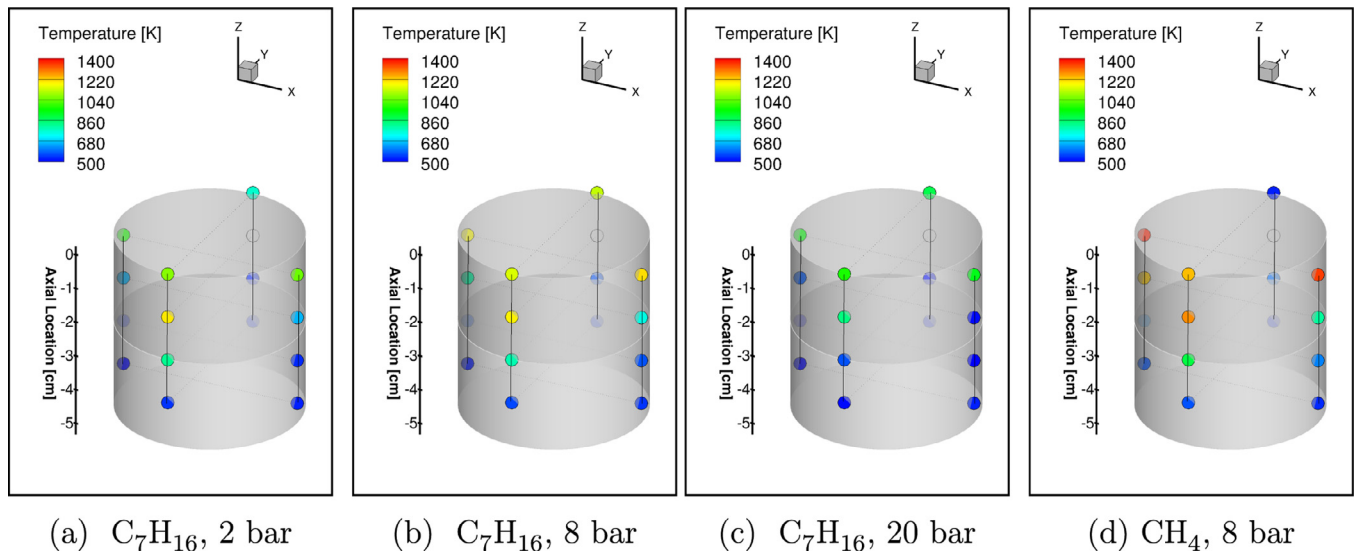 Temperature [K]
1400
1220
1040
860
680
500
Z
Y
X
Axial Location [cm]
0
-1
-2
-3
-4
-5
(a) C₇H₁₆, 2 bar
Temperature [K]
1400
1220
1040
860
680
500
Z
Y
X
Axial Location [cm]
0
-1
-2
-3
-4
-5
(b) C₇H₁₆, 8 bar
Temperature [K]
1400
1220
1040
860
680
500
Z
Y
X
Axial Location [cm]
0
-1
-2
-3
-4
-5
(c) C₇H₁₆, 20 bar
Temperature [K]
1400
1220
1040
860
680
500
Z
Y
X
Axial Location [cm]
0
-1
-2
-3
-4
-5
(d) CH₄, 8 bar